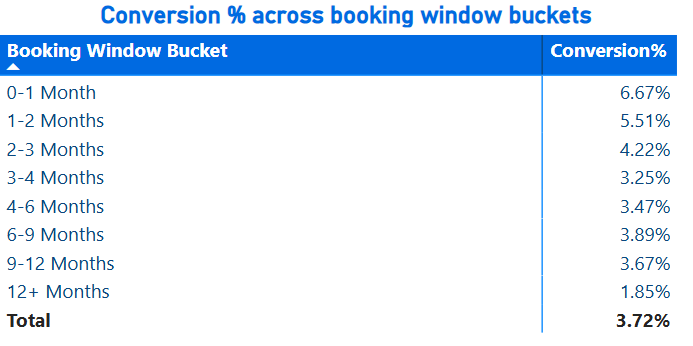 Conversion % across booking window buckets
Booking Window Bucket Conversion%
0-1 Month 6.67%
1-2 Months 5.51%
2-3 Months 4.22%
3-4 Months 3.25%
4-6 Months 3.47%
6-9 Months 3.89%
9-12 Months 3.67%
12+ Months 1.85%
Total 3.72%